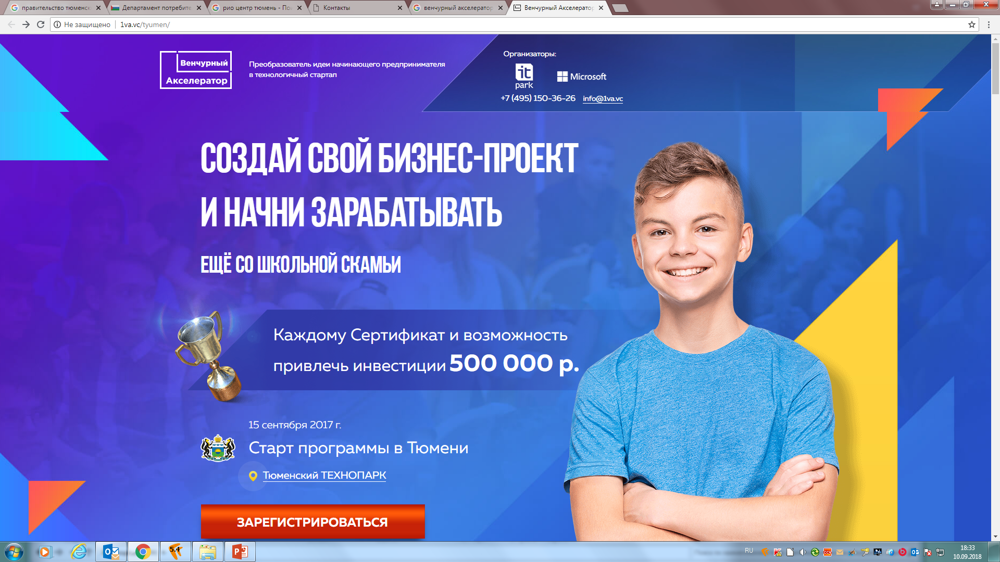 правительство тюменск
Департамент потребите
рио центр тюмень - Пои
Контакты
венчурный акселератор
Венчурный Акселератор
Не защищено
1va.vc/tyumen/
Венчурный
Акселератор
Преобразователь идеи начинающего предпринимателя
в технологичный стартап
Организаторы:
it
park
Microsoft
+7 (495) 150-36-26 info@1va.vc
СОЗДАЙ СВОЙ БИЗНЕС-ПРОЕКТ
И НАЧНИ ЗАРАБАТЫВАТЬ
ЕЩЁ СО ШКОЛЬНОЙ СКАМЬИ
Каждому Сертификат и возможность
привлечь инвестиции 500 000 р.
15 сентября 2017 г.
Старт программы в Тюмени
Тюменский ТЕХНОПАРК
ЗАРЕГИСТРИРОВАТЬСЯ
5.4
RU
18:33
10.09.2018